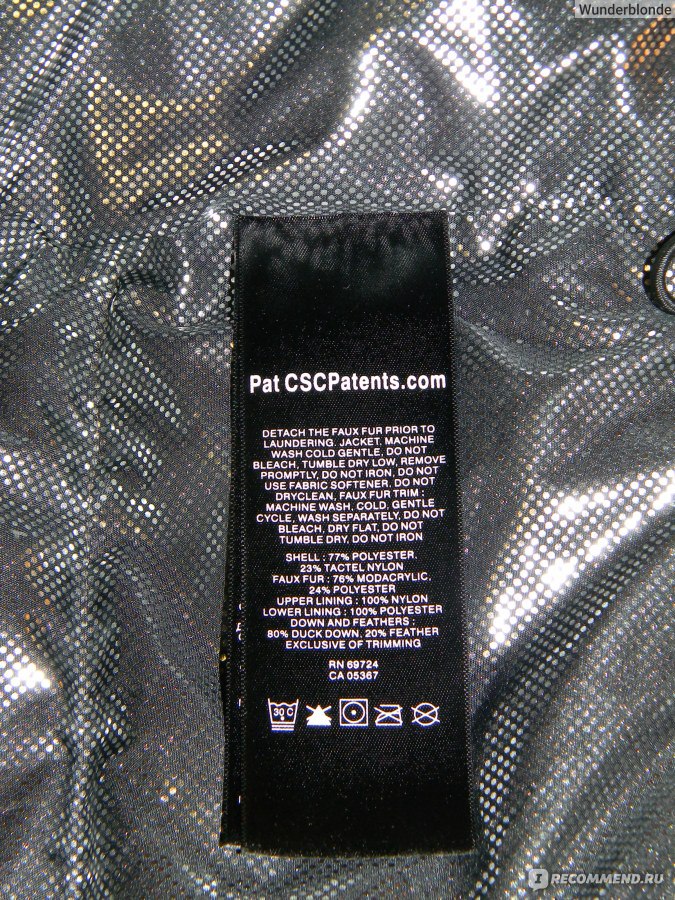 Wunderblonde
Pat CSCPatents.com
DETACH THE FAUX FUR PRIOR TO
LAUNDERING. JACKET, MACHINE
WASH COLD GENTLE, DO NOT
BLEACH, TUMBLE DRY LOW, REMOVE
PROMPTLY, DO NOT IRON, DO NOT
USE FABRIC SOFTENER. DO NOT
DRYCLEAN, FAUX FUR TRIM :
MACHINE WASH, COLD, GENTLE
CYCLE, WASH SEPARATELY, DO NOT
BLEACH, DRY FLAT, DO NOT
TUMBLE DRY, DO NOT IRON
SHELL : 77% POLYESTER,
23% TACTEL NYLON
FAUX FUR : 76% MODACRYLIC,
24% POLYESTER
UPPER LINING : 100% NYLON
LOWER LINING : 100% POLYESTER
DOWN AND FEATHERS :
80% DUCK DOWN, 20% FEATHER
EXCLUSIVE OF TRIMMING
RN 69724
CA 05367
30 C
IRECOMMEND.RU